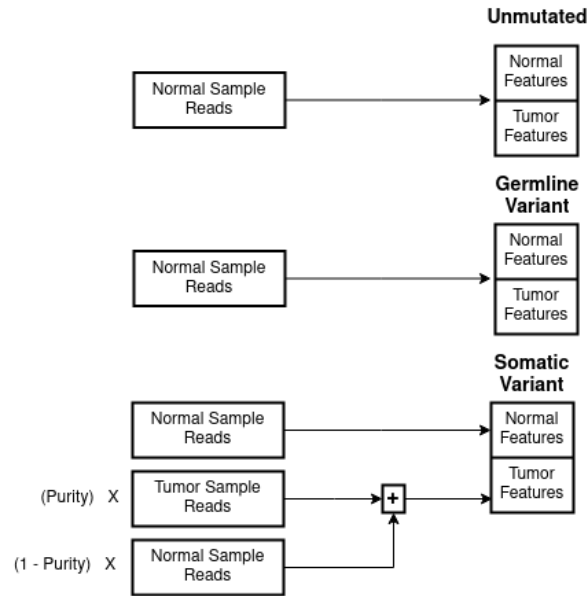 Unmutated
Normal Sample
Reads
Normal
Features
Tumor
Features
Germline
Variant
Normal Sample
Reads
Normal
Features
Tumor
Features
Somatic
Variant
Normal Sample
Reads
Normal
Features
(Purity) X
Tumor Sample
Reads
+
Tumor
Features
(1 - Purity) X
Normal Sample
Reads